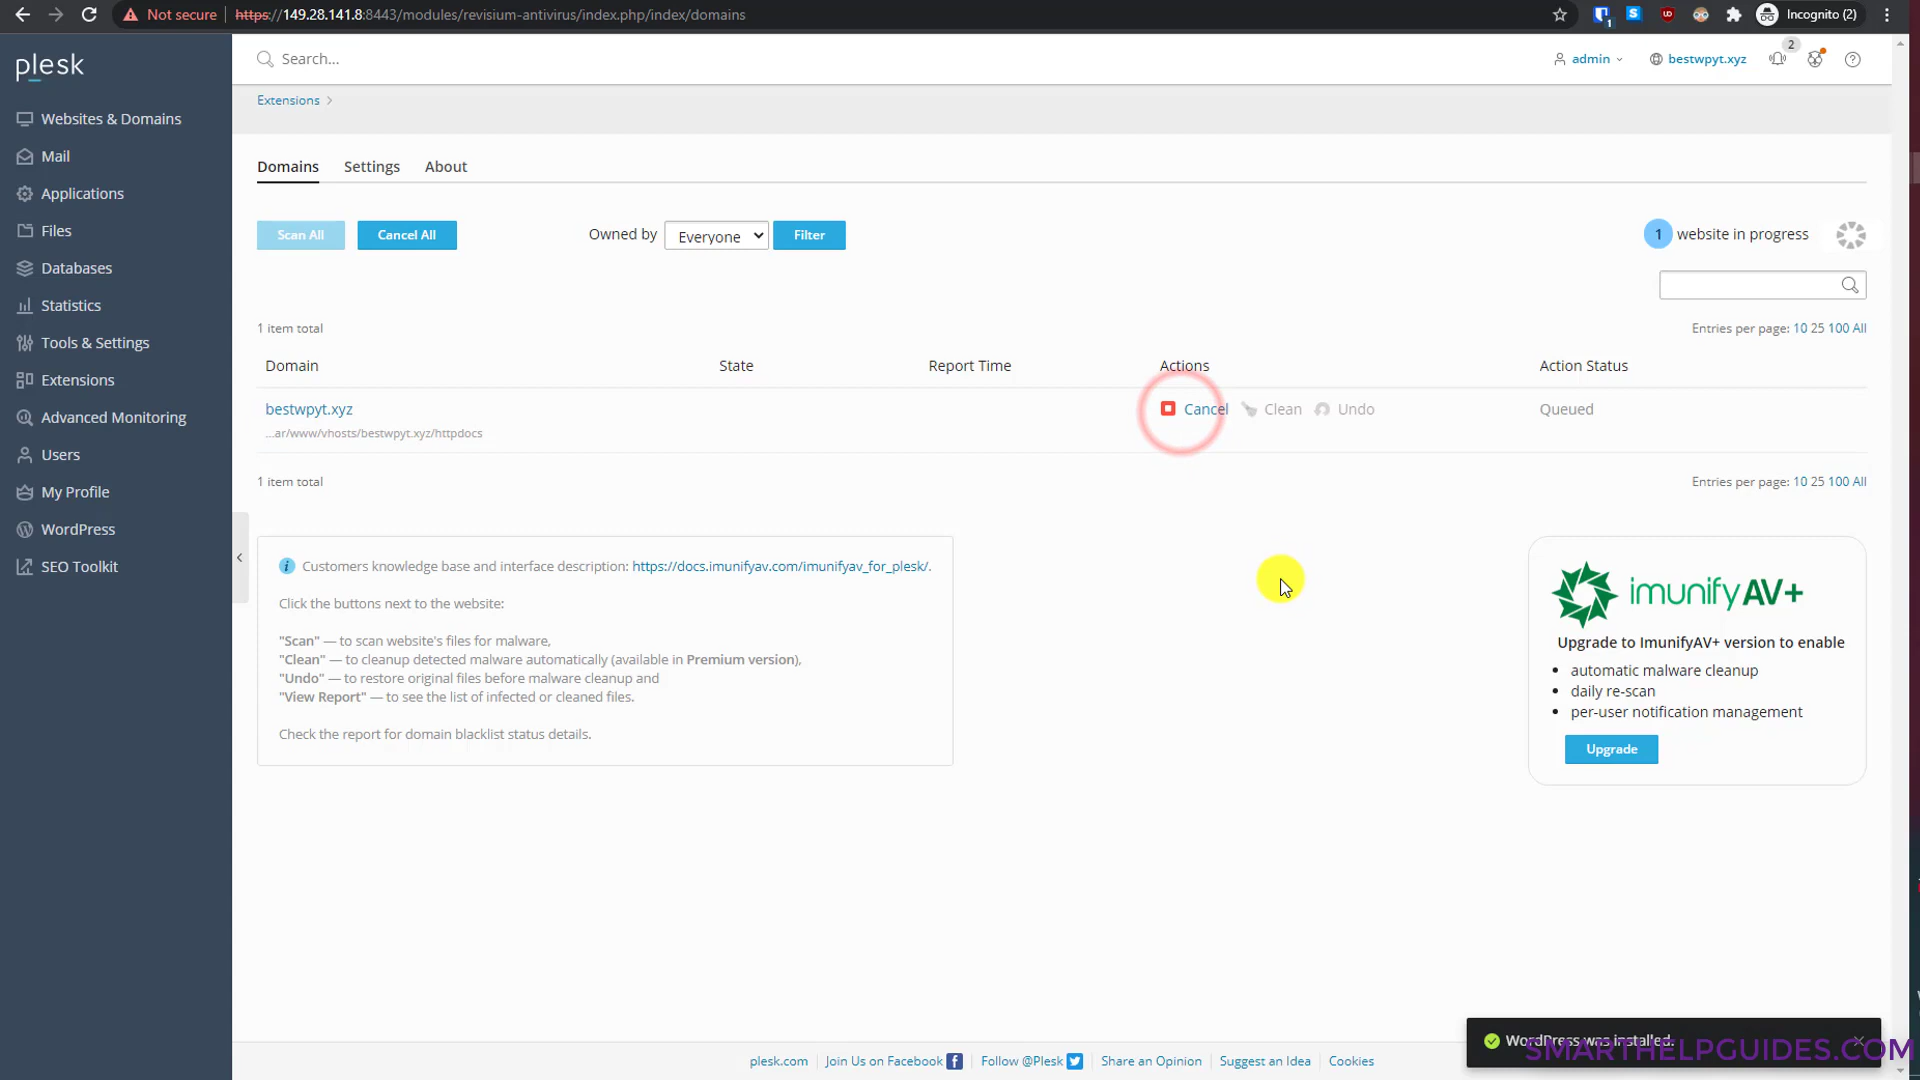 Not secure https://149.28.141.8:8443/modules/revisium-antivirus/index.php/index/domains Incognito (2)
plesk
Search...
admin bestwpyt.xyz 2
Websites & Domains
Mail
Applications
Files
Databases
Statistics
Tools & Settings
Extensions
Advanced Monitoring
Users
My Profile
WordPress
SEO Toolkit
Extensions
Domains Settings About
Scan All Cancel All Owned by Everyone Filter 1 website in progress
1 item total Entries per page: 10 25 100 All
Domain State Report Time Actions Action Status
bestwpyt.xyz Cancel Clean Undo Queued
...ar/www/vhosts/bestwpyt.xyz/httpdocs
1 item total Entries per page: 10 25 100 All
Customers knowledge base and interface description: https://docs.imunifyav.com/imunifyav_for_plesk/.
Click the buttons next to the website:
"Scan" — to scan website's files for malware,
"Clean" — to cleanup detected malware automatically (available in Premium version),
"Undo" — to restore original files before malware cleanup and
"View Report" — to see the list of infected or cleaned files.
Check the report for domain blacklist status details.
imunifyAV+
Upgrade to ImunifyAV+ version to enable
automatic malware cleanup
daily re-scan
per-user notification management
Upgrade
WordPress was installed.
SMARTHELPGUIDES.COM
plesk.com Join Us on Facebook Follow @Plesk Share an Opinion Suggest an Idea Cookies